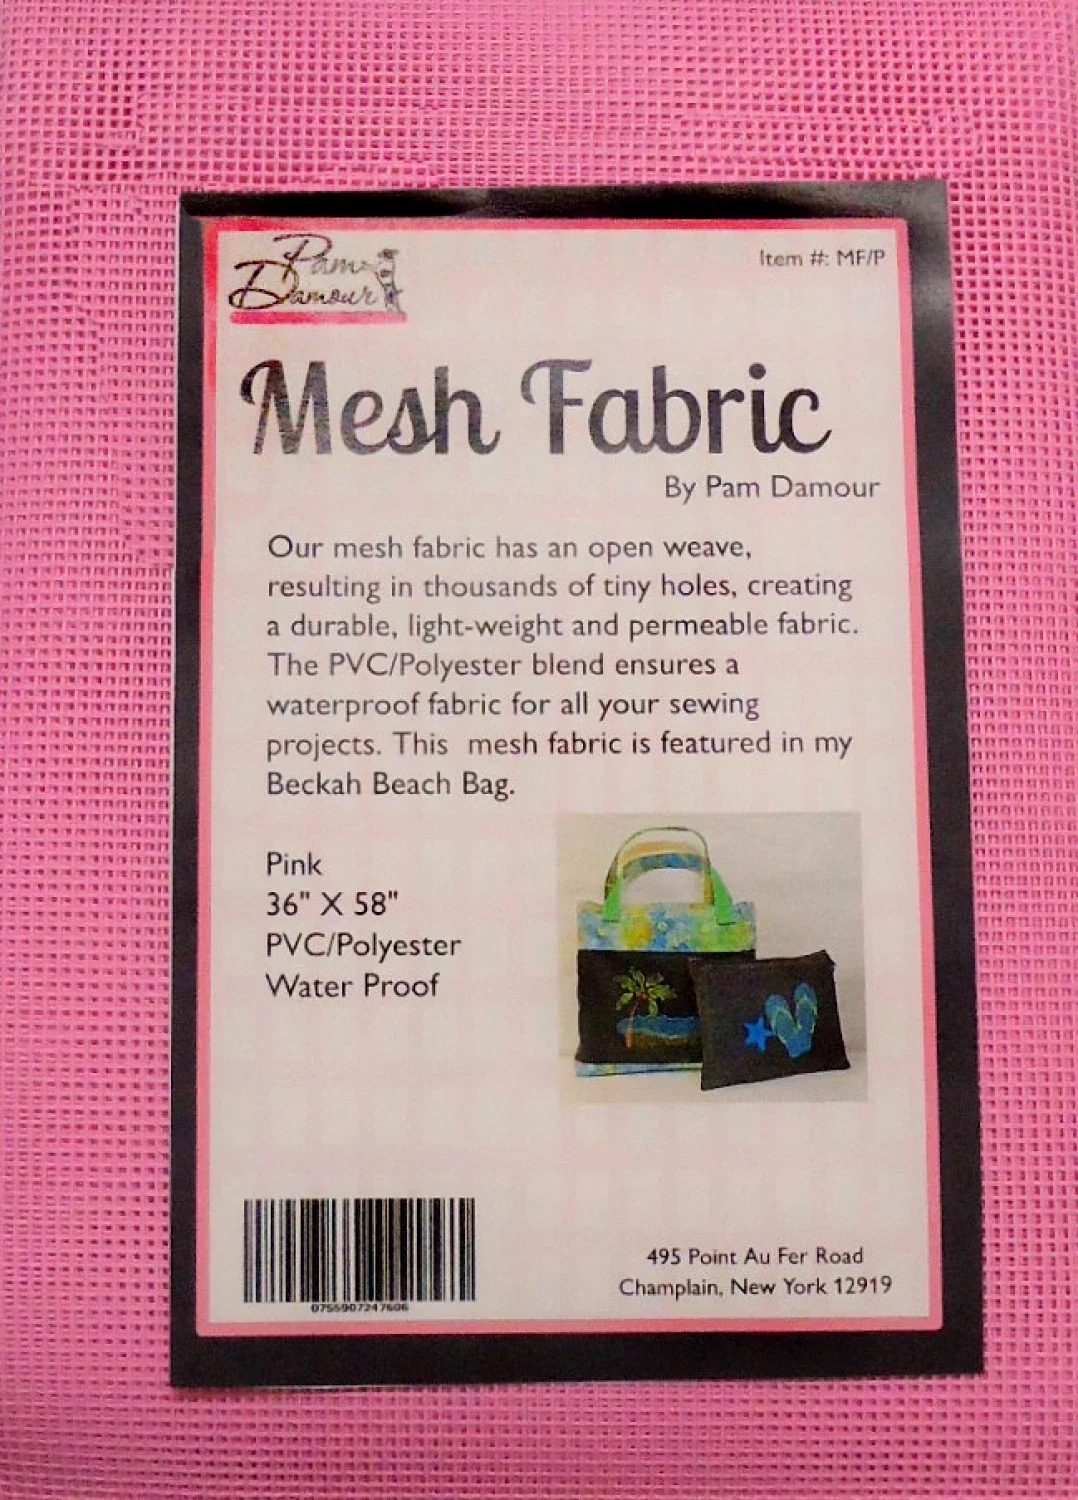 Pam
Damour
Item #: MF/P
Mesh Fabric
By Pam Damour
Our mesh fabric has an open weave,
resulting in thousands of tiny holes, creating
a durable, light-weight and permeable fabric.
The PVC/Polyester blend ensures a
waterproof fabric for all your sewing
projects. This  mesh fabric is featured in my
Beckah Beach Bag.
Pink
36" X 58"
PVC/Polyester
Water Proof
0755907247606
495 Point Au Fer Road
Champlain, New York 12919